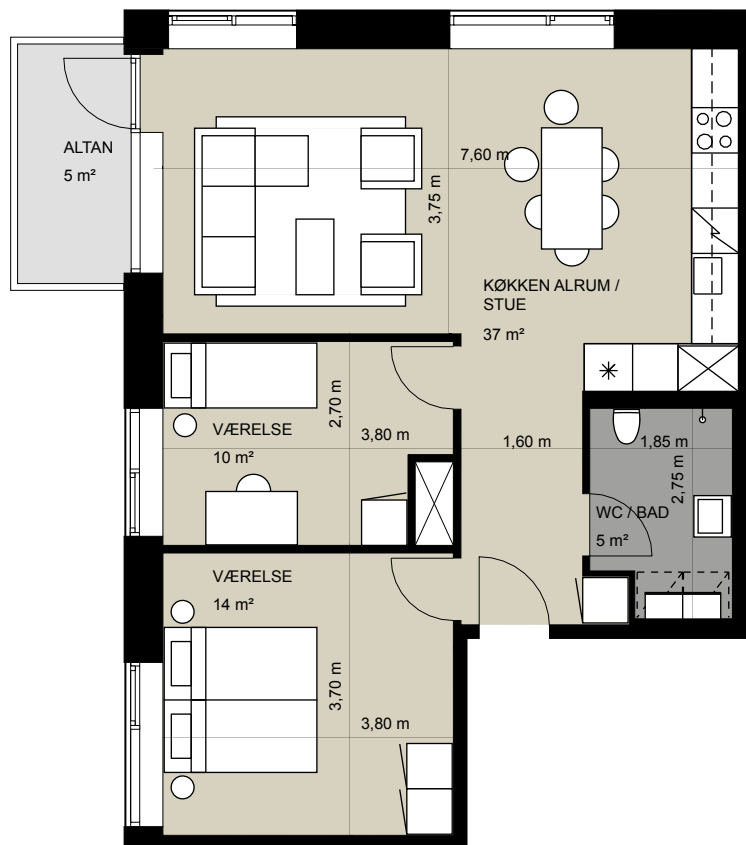 ALTAN
5 m²
7,60 m
3,75 m
KØKKEN ALRUM /
STUE
37 m²
VÆRELSE
10 m²
2,70 m
3,80 m
1,60 m
1,85 m
2,75 m
WC / BAD
5 m²
VÆRELSE
14 m²
3,70 m
3,80 m